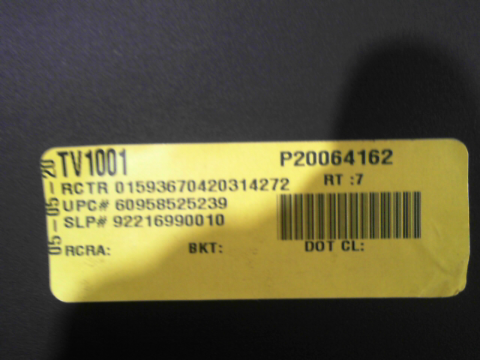 05-05-20
TV1001 P20064162
RCTR 01593670420314272 RT :7
UPC# 60958525239
SLP# 92216990010
RCRA: BKT: DOT CL: